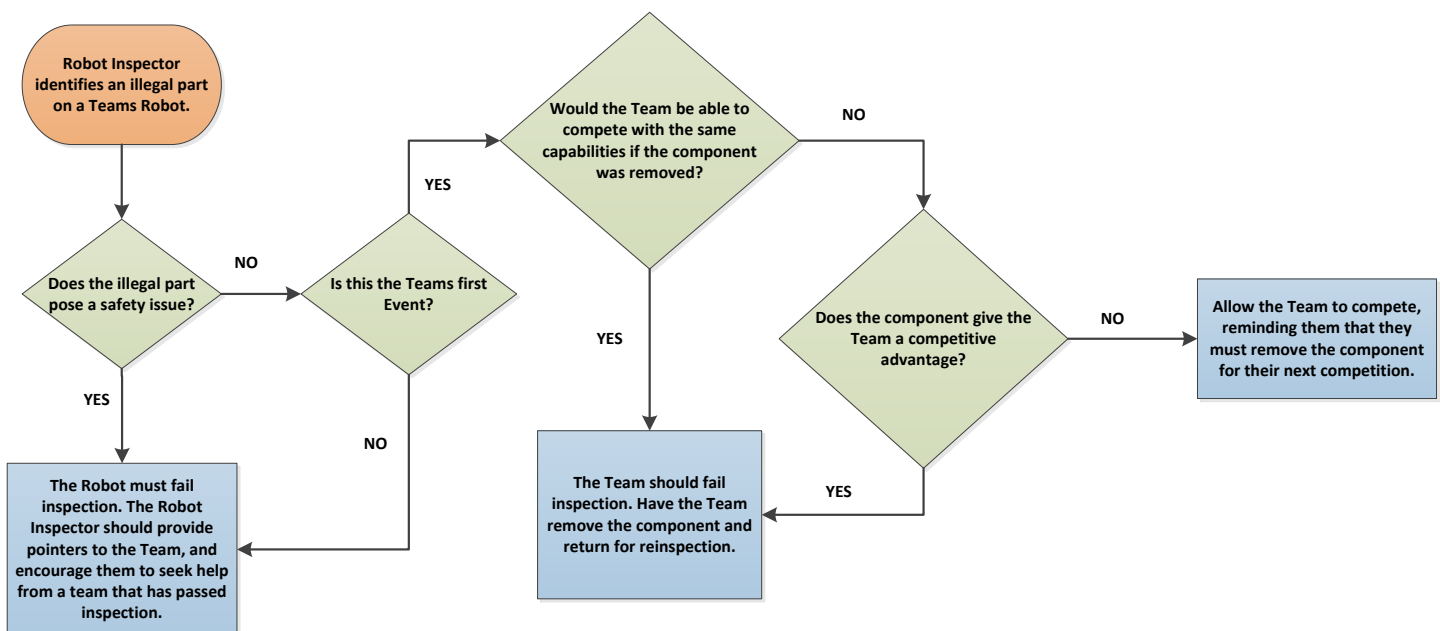 Robot Inspector
identifies an illegal part
on a Teams Robot.
Does the illegal part
pose a safety issue?
NO
YES
Is this the Teams first
Event?
YES
NO
The Robot must fail
inspection. The Robot
Inspector should provide
pointers to the Team, and
encourage them to seek help
from a team that has passed
inspection.
Would the Team be able to
compete with the same
capabilities if the component
was removed?
NO
YES
Does the component give the
Team a competitive
advantage?
NO
YES
The Team should fail
inspection. Have the Team
remove the component and
return for reinspection.
Allow the Team to compete,
reminding them that they
must remove the component
for their next competition.